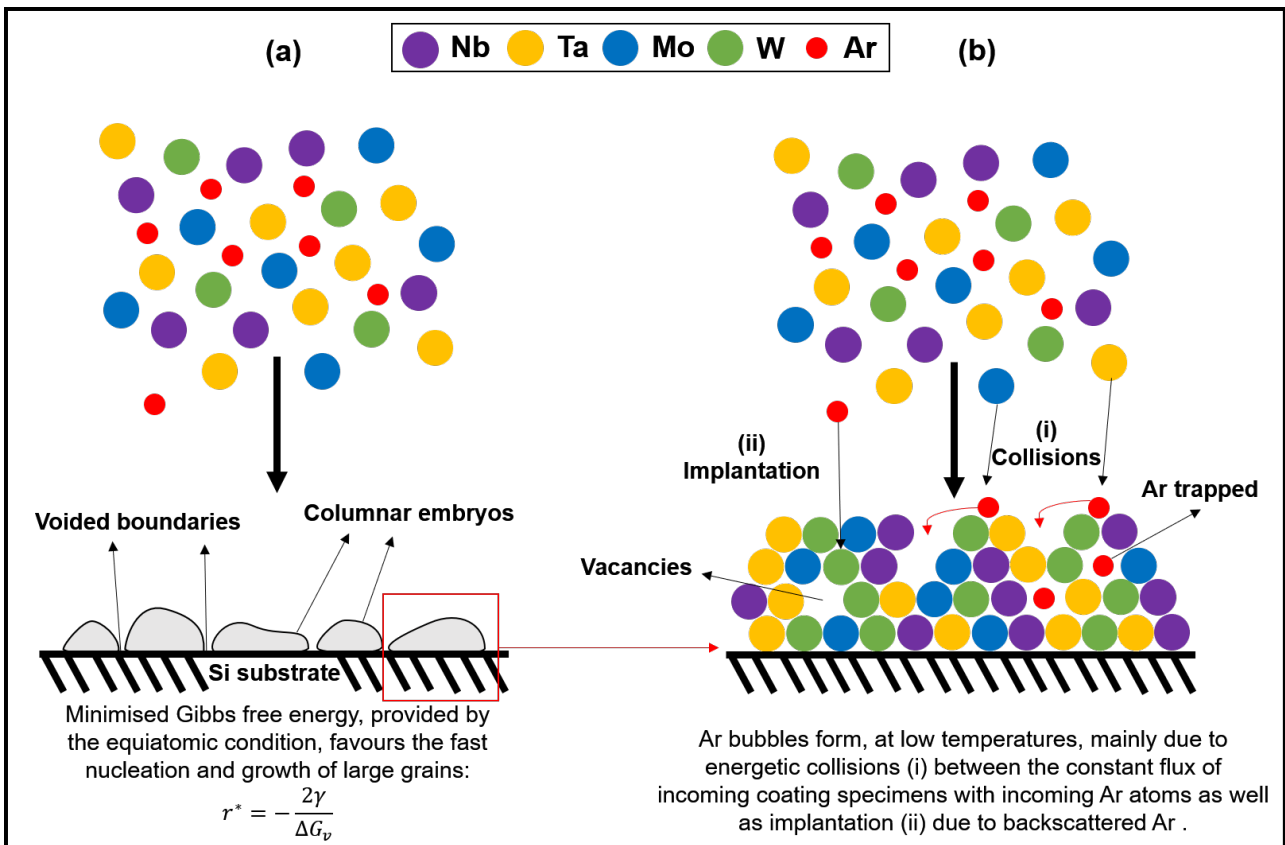 (a)
Nb Ta Mo W Ar
(b)
Voided boundaries
Columnar embryos
Si substrate
Minimised Gibbs free energy, provided by
the equiatomic condition, favours the fast
nucleation and growth of large grains:
r* = − 2γ / ΔG_v
(ii)
Implantation
(i)
Collisions
Ar trapped
Vacancies
Ar bubbles form, at low temperatures, mainly due to
energetic collisions (i) between the constant flux of
incoming coating specimens with incoming Ar atoms as well
as implantation (ii) due to backscattered Ar .